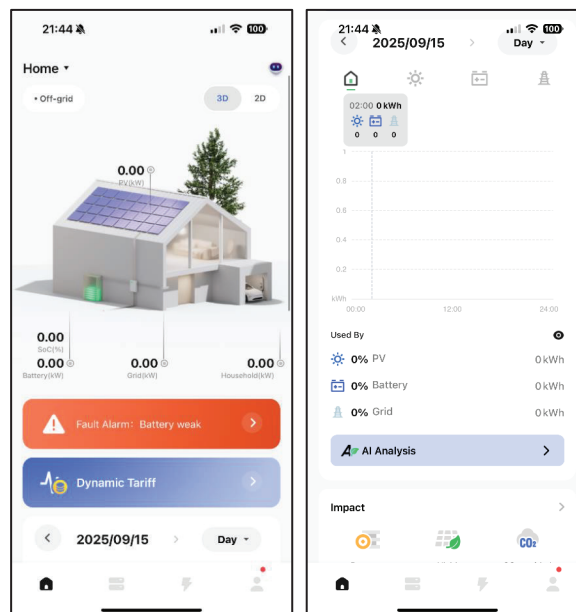 21:44
100
Home
• Off-grid
3D 2D
0.00
PV(kW)
0.00
SoC(%)
0.00 0.00 0.00
Battery(kW) Grid(kW) Household(kW)
Fault Alarm: Battery weak
Dynamic Tariff
2025/09/15 Day
21:44
100
2025/09/15 Day
02:00 0 kWh
0 0 0
1
0.8
0.6
0.4
0.2
kWh
00:00 12:00 24:00
Used By
0% PV 0 kWh
0% Battery 0 kWh
0% Grid 0 kWh
AI Analysis
Impact
CO2